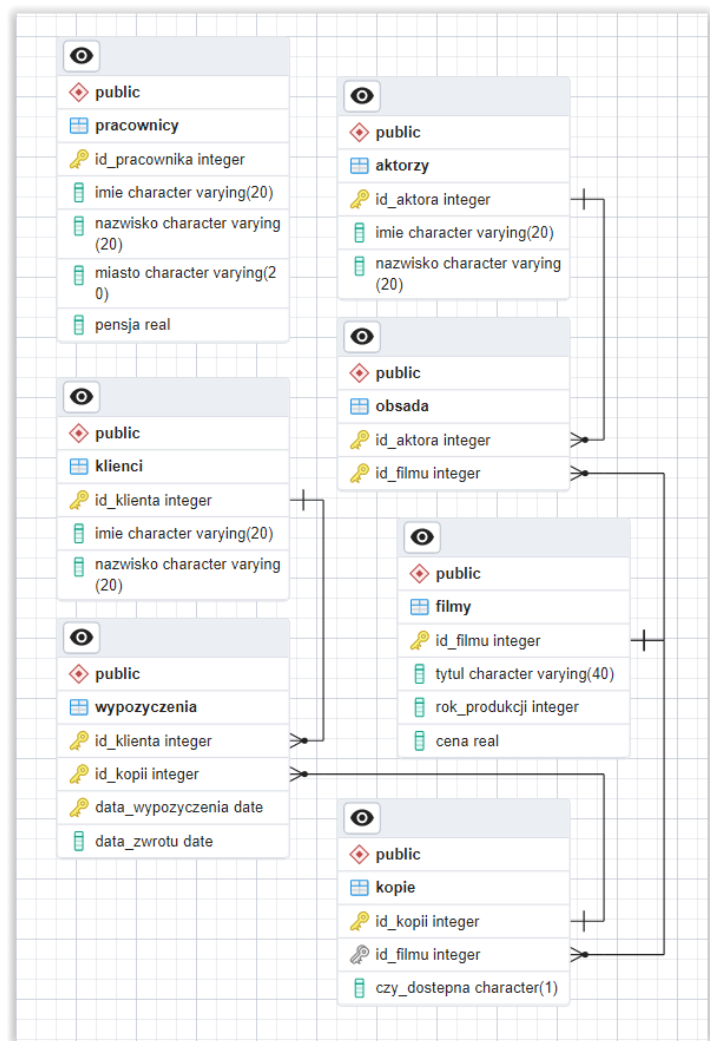 public
pracownicy
id_pracownika integer
imie character varying(20)
nazwisko character varying
(20)
miasto character varying(2
0)
pensja real
public
klienci
id_klienta integer
imie character varying(20)
nazwisko character varying
(20)
public
wypozyczenia
id_klienta integer
id_kopii integer
data_wypozyczenia date
data_zwrotu date
public
aktorzy
id_aktora integer
imie character varying(20)
nazwisko character varying
(20)
public
obsada
id_aktora integer
id_filmu integer
public
filmy
id_filmu integer
tytul character varying(40)
rok_produkcji integer
cena real
public
kopie
id_kopii integer
id_filmu integer
czy_dostepna character(1)